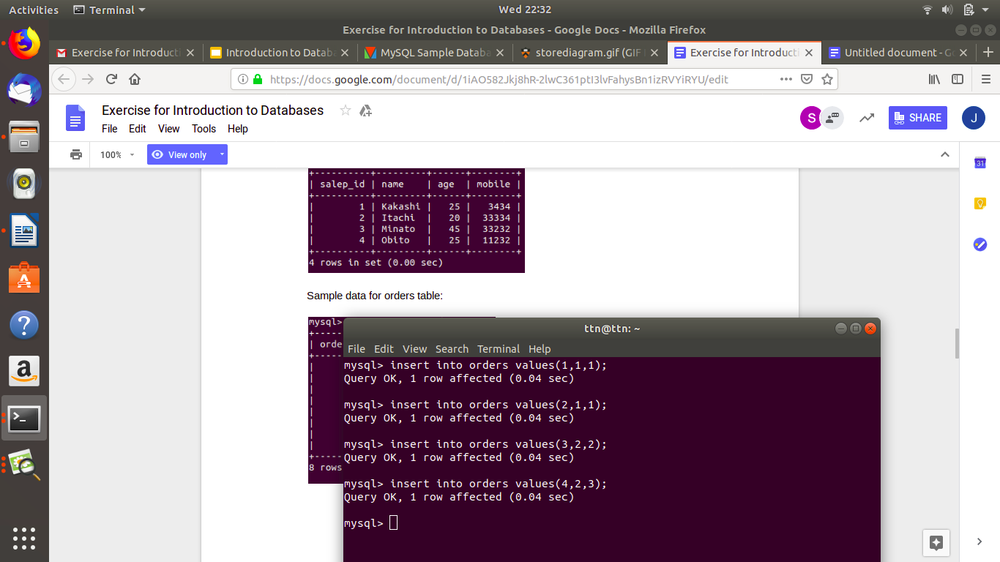 Activities Terminal Wed 22:32
Exercise for Introduction to Databases - Google Docs - Mozilla Firefox
Exercise for Introducti Introduction to Databa MySQL Sample Databa storediagram.gif (GIF Exercise for Introducti Untitled document - G
https://docs.google.com/document/d/1iAO582Jkj8hR-2lwC361ptI3lvFahysBn1izRVYiRYU/edit
Exercise for Introduction to Databases
File Edit View Tools Help
S SHARE J
100% View only
31
+----------+---------+------+--------+
| salep_id | name | age | mobile |
+----------+---------+------+--------+
| 1 | Kakashi | 25 | 3434 |
| 2 | Itachi | 20 | 33334 |
| 3 | Minato | 45 | 33232 |
| 4 | Obito | 25 | 11232 |
+----------+---------+------+--------+
4 rows in set (0.00 sec)
Sample data for orders table:
mysql>
+-----
| orde
+-----
|
|
|
|
|
|
|
|
+-----
8 rows
ttn@ttn: ~
File Edit View Search Terminal Help
mysql> insert into orders values(1,1,1);
Query OK, 1 row affected (0.04 sec)
mysql> insert into orders values(2,1,1);
Query OK, 1 row affected (0.04 sec)
mysql> insert into orders values(3,2,2);
Query OK, 1 row affected (0.04 sec)
mysql> insert into orders values(4,2,3);
Query OK, 1 row affected (0.04 sec)
mysql>